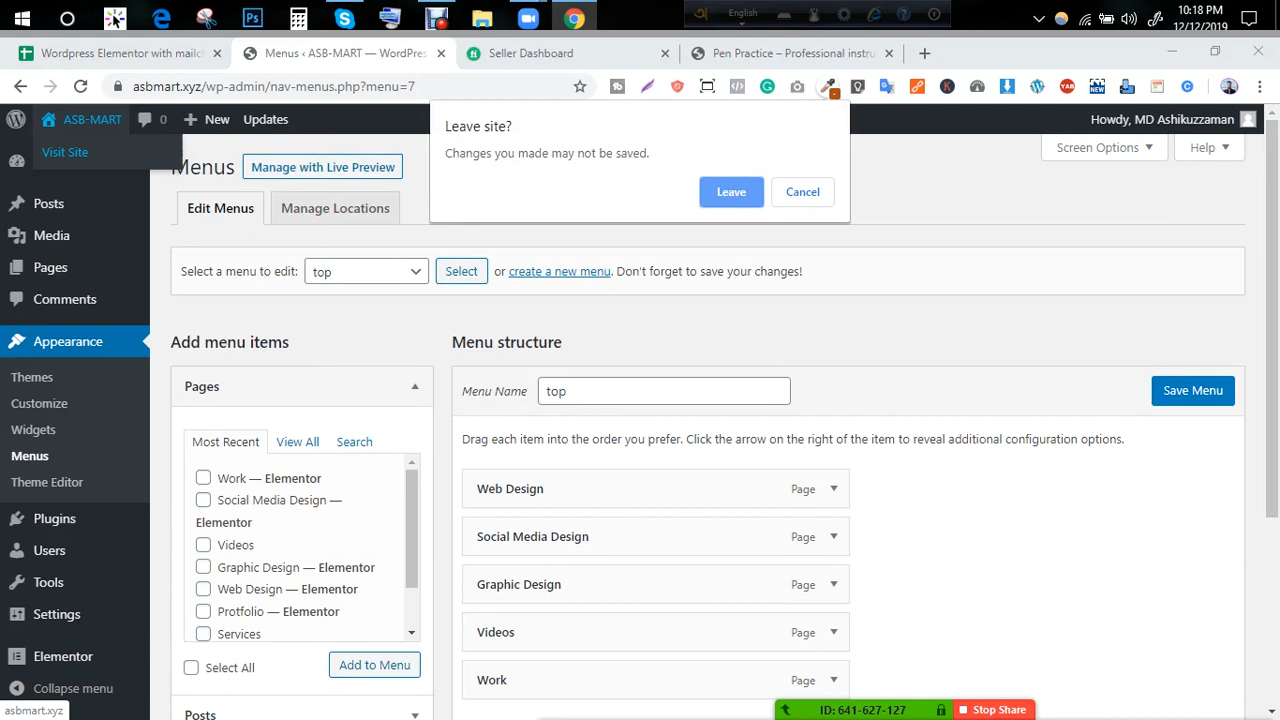 English
10:18 PM
12/12/2019
Wordpress Elementor with mailch
Menus ‹ ASB-MART — WordPres
Seller Dashboard
Pen Practice – Professional instru
asbmart.xyz/wp-admin/nav-menus.php?menu=7
ASB-MART
0
New
Updates
Howdy, MD Ashikuzzaman
Visit Site
Leave site?
Changes you made may not be saved.
Leave
Cancel
Menus
Manage with Live Preview
Screen Options
Help
Edit Menus
Manage Locations
Select a menu to edit:
top
Select
or create a new menu. Don't forget to save your changes!
Posts
Media
Pages
Comments
Appearance
Themes
Customize
Widgets
Menus
Theme Editor
Plugins
Users
Tools
Settings
Elementor
Collapse menu
asbmart.xyz
Add menu items
Pages
Most Recent
View All
Search
Work — Elementor
Social Media Design —
Elementor
Videos
Graphic Design — Elementor
Web Design — Elementor
Protfolio — Elementor
Services
Select All
Add to Menu
Posts
Menu structure
Menu Name
top
Save Menu
Drag each item into the order you prefer. Click the arrow on the right of the item to reveal additional configuration options.
Web Design
Page
Social Media Design
Page
Graphic Design
Page
Videos
Page
Work
Page
ID: 641-627-127
Stop Share